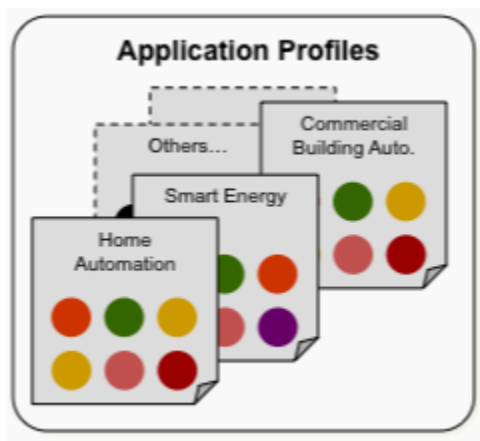 Application Profiles
Commercial
Building Auto.
Others...
Smart Energy
Home
Automation